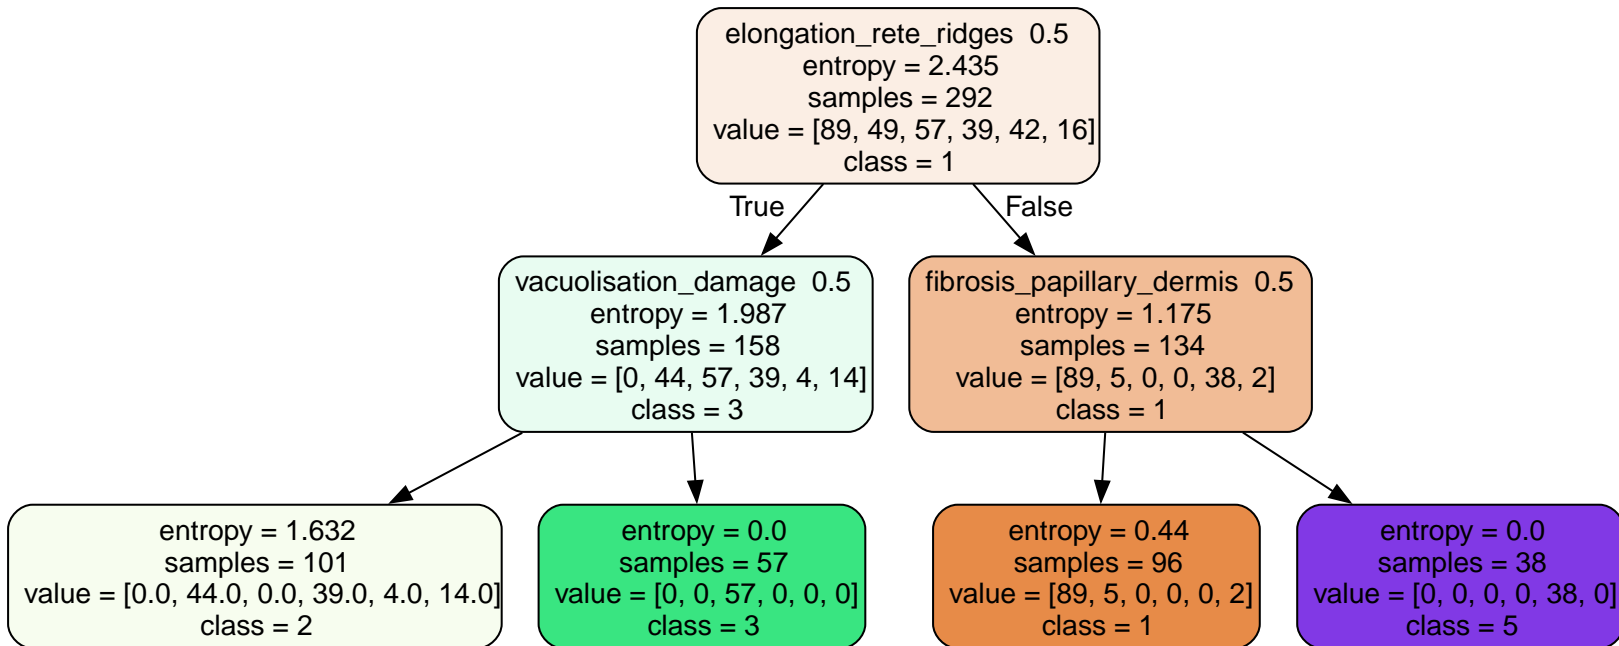 elongation_rete_ridges 0.5
entropy = 2.435
samples = 292
value = [89, 49, 57, 39, 42, 16]
class = 1
True
False
vacuolisation_damage 0.5
entropy = 1.987
samples = 158
value = [0, 44, 57, 39, 4, 14]
class = 3
fibrosis_papillary_dermis 0.5
entropy = 1.175
samples = 134
value = [89, 5, 0, 0, 38, 2]
class = 1
entropy = 1.632
samples = 101
value = [0.0, 44.0, 0.0, 39.0, 4.0, 14.0]
class = 2
entropy = 0.0
samples = 57
value = [0, 0, 57, 0, 0, 0]
class = 3
entropy = 0.44
samples = 96
value = [89, 5, 0, 0, 0, 2]
class = 1
entropy = 0.0
samples = 38
value = [0, 0, 0, 0, 38, 0]
class = 5